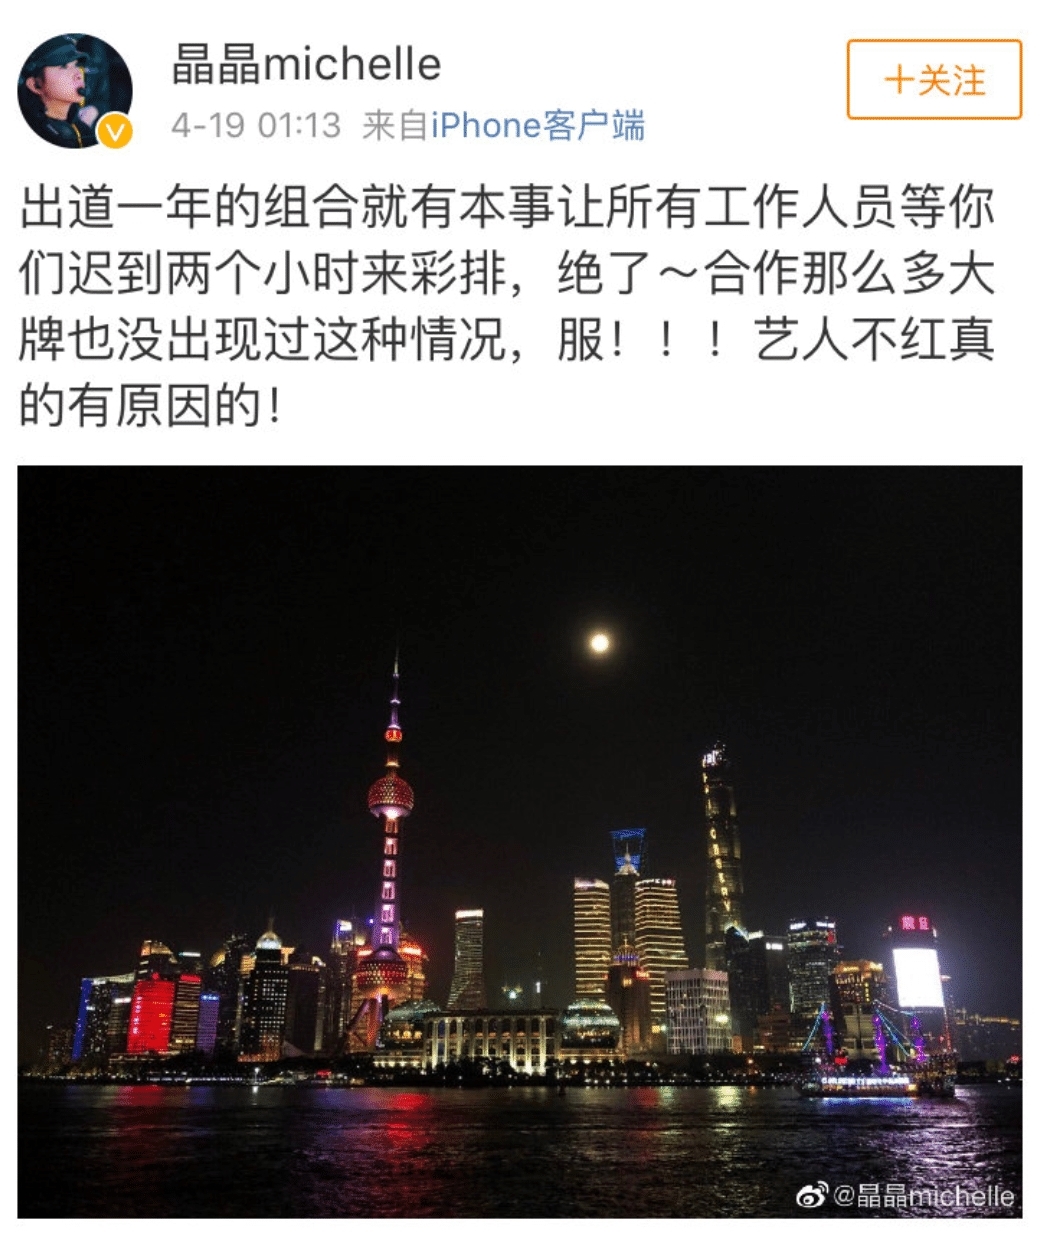 晶晶michelle
+关注
4-19 01:13 来自iPhone客户端
出道一年的组合就有本事让所有工作人员等你
们迟到两个小时来彩排，绝了～合作那么多大
牌也没出现过这种情况，服！！！艺人不红真
的有原因的！
@晶晶michelle